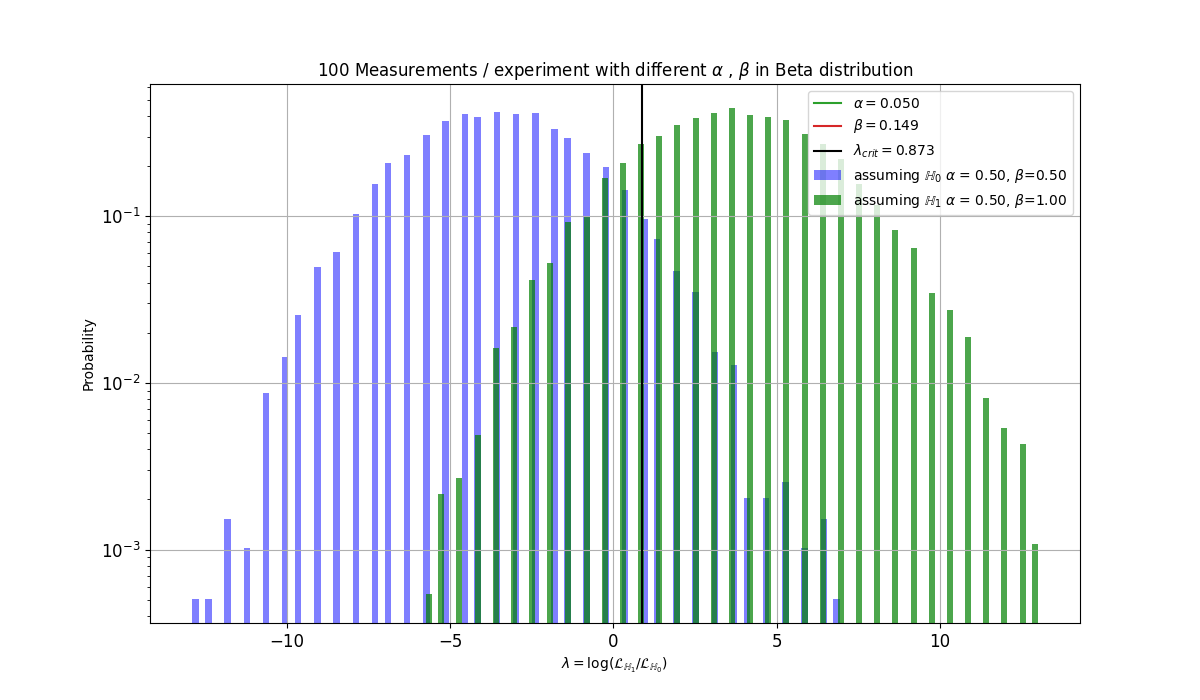 100 Measurements / experiment with different α , β in Beta distribution
α = 0.050
β = 0.149
λ_crit = 0.873
assuming ℍ₀ α = 0.50, β=0.50
assuming ℍ₁ α = 0.50, β=1.00
Probability
10⁻¹
10⁻²
10⁻³
−10 −5 0 5 10
λ = log(ℒ_ℍ₁/ℒ_ℍ₀)